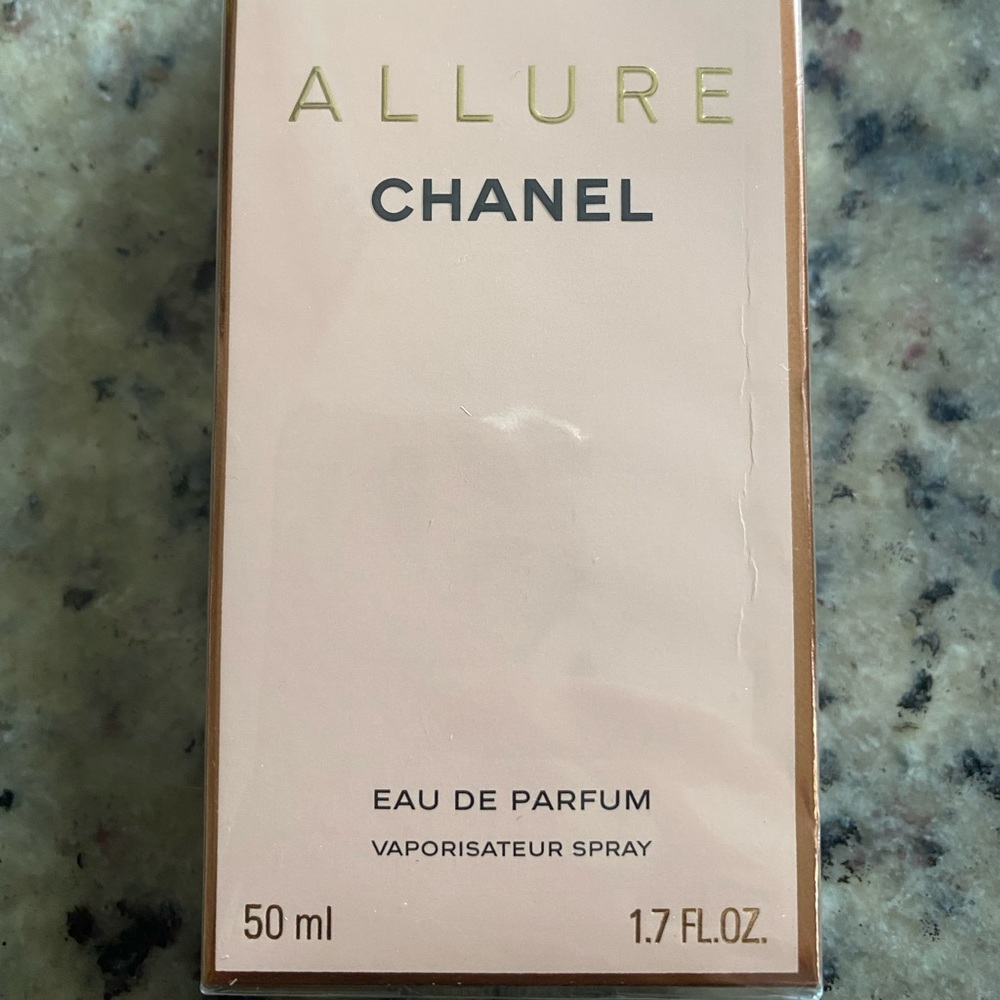 ALLURE
CHANEL
EAU DE PARFUM
VAPORISATEUR SPRAY
50 ml 1.7 FL.OZ.